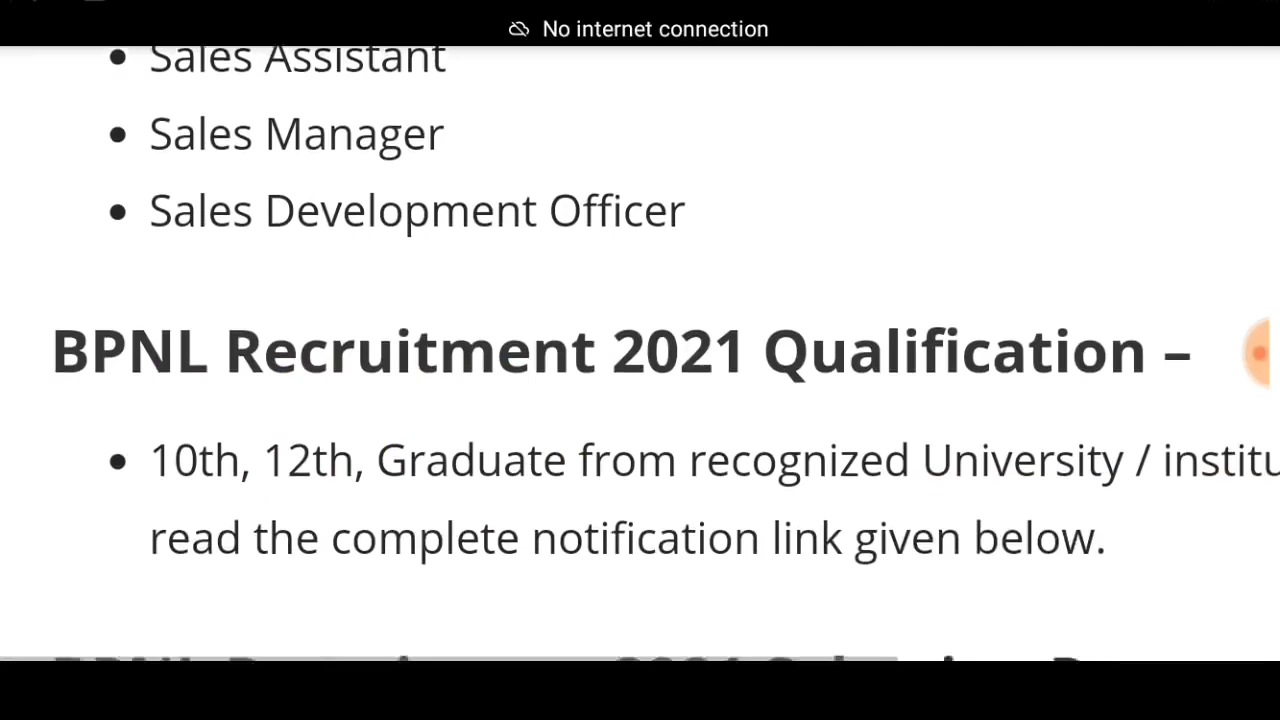 No internet connection
Sales Assistant
Sales Manager
Sales Development Officer
BPNL Recruitment 2021 Qualification –
10th, 12th, Graduate from recognized University /
read the complete notification link given below.